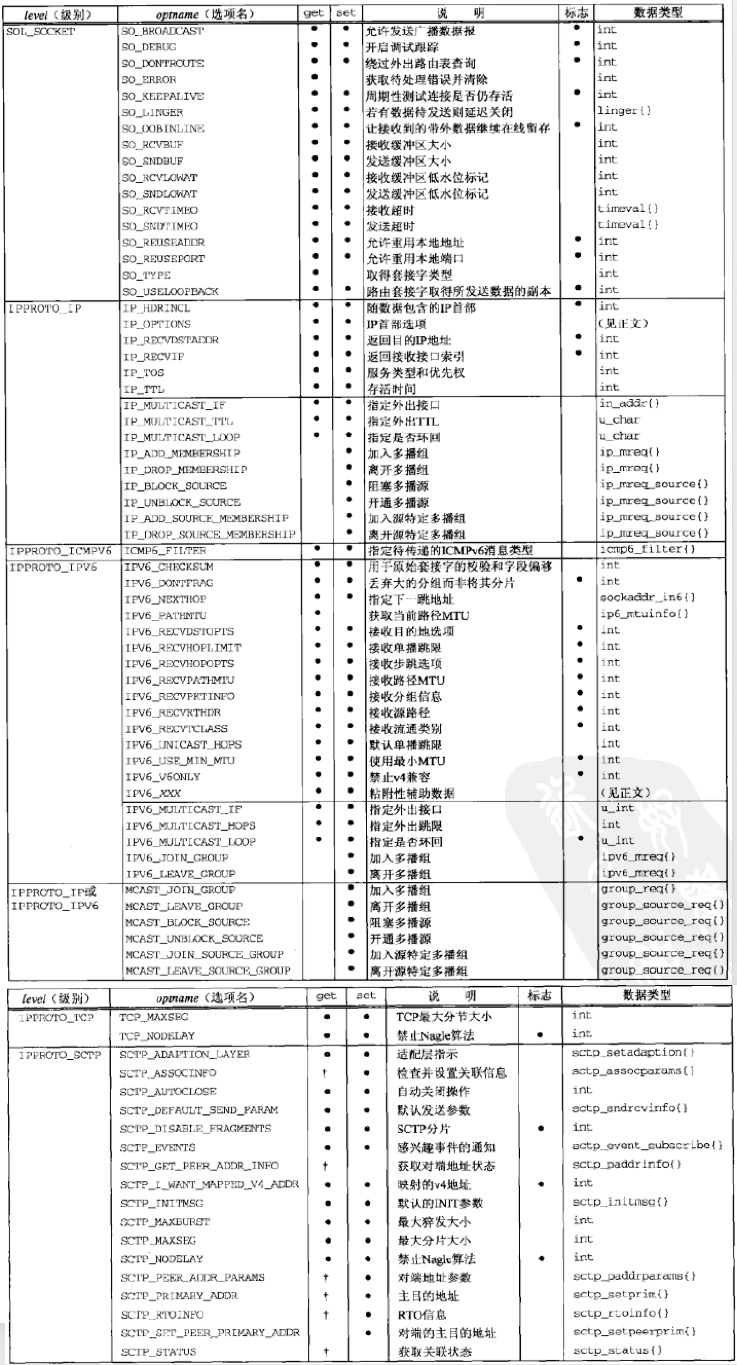 level（级别） optname（选项名） get set 说 明 标志 数据类型
SOL_SOCKET SO_BROADCAST • • 允许发送广播数据报 • int
SO_DEBUG • • 开启调试跟踪 • int
SO_DONTROUTE • • 绕过外出路由表查询 • int
SO_ERROR • 获取待处理错误并清除 int
SO_KEEPALIVE • • 周期性测试连接是否仍存活 • int
SO_LINGER • • 若有数据待发送则延迟关闭 linger{}
SO_OOBINLINE • • 让接收到的带外数据继续在线留存 • int
SO_RCVBUF • • 接收缓冲区大小 int
SO_SNDBUF • • 发送缓冲区大小 int
SO_RCVLOWAT • • 接收缓冲区低水位标记 int
SO_SNDLOWAT • • 发送缓冲区低水位标记 int
SO_RCVTIMEO • • 接收超时 timeval{}
SO_SNDTIMEO • • 发送超时 timeval{}
SO_REUSEADDR • • 允许重用本地地址 • int
SO_REUSEPORT • • 允许重用本地端口 • int
SO_TYPE • 取得套接字类型 int
SO_USELOOPBACK • • 路由套接字取得所发送数据的副本 • int
IPPROTO_IP IP_HDRINCL • • 随数据包含的IP首部 • int
IP_OPTIONS • • IP首部选项 （见正文）
IP_RECVDSTADDR • • 返回目的IP地址 • int
IP_RECVIF • • 返回接收接口索引 • int
IP_TOS • • 服务类型和优先权 int
IP_TTL • • 存活时间 int
IP_MULTICAST_IF • • 指定外出接口 in_addr{}
IP_MULTICAST_TTL • • 指定外出TTL u_char
IP_MULTICAST_LOOP • • 指定是否环回 u_char
IP_ADD_MEMBERSHIP • 加入多播组 ip_mreq{}
IP_DROP_MEMBERSHIP • 离开多播组 ip_mreq{}
IP_BLOCK_SOURCE • 阻塞多播源 ip_mreq_source{}
IP_UNBLOCK_SOURCE • 开通多播源 ip_mreq_source{}
IP_ADD_SOURCE_MEMBERSHIP • 加入源特定多播组 ip_mreq_source{}
IP_DROP_SOURCE_MEMBERSHIP • 离开源特定多播组 ip_mreq_source{}
IPPROTO_ICMPV6 ICMP6_FILTER • • 指定待传递的ICMPv6消息类型 icmp6_filter{}
IPPROTO_IPV6 IPV6_CHECKSUM • • 用于原始套接字的校验和字段偏移 int
IPV6_DONTFRAG • • 丢弃大的分组而非将其分片 • int
IPV6_NEXTHOP • • 指定下一跳地址 sockaddr_in6{}
IPV6_PATHMTU • 获取当前路径MTU ip6_mtuinfo{}
IPV6_RECVDSTOPTS • • 接收目的地选项 • int
IPV6_RECVHOPLIMIT • • 接收单播跳限 • int
IPV6_RECVHOPOPTS • • 接收步跳选项 • int
IPV6_RECVPATHMTU • • 接收路径MTU • int
IPV6_RECVPKTINFO • • 接收分组信息 • int
IPV6_RECVRTHDR • • 接收源路径 • int
IPV6_RECVTCLASS • • 接收流通类别 • int
IPV6_UNICAST_HOPS • • 默认单播跳限 int
IPV6_USE_MIN_MTU • • 使用最小MTU • int
IPV6_V6ONLY • • 禁止v4兼容 • int
IPV6_XXX • • 粘附性辅助数据 （见正文）
IPV6_MULTICAST_IF • • 指定外出接口 u_int
IPV6_MULTICAST_HOPS • • 指定外出跳限 int
IPV6_MULTICAST_LOOP • • 指定是否环回 • u_int
IPV6_JOIN_GROUP • 加入多播组 ipv6_mreq{}
IPV6_LEAVE_GROUP • 离开多播组 ipv6_mreq{}
IPPROTO_IP或 MCAST_JOIN_GROUP • 加入多播组 group_req{}
IPPROTO_IPV6 MCAST_LEAVE_GROUP • 离开多播组 group_source_req{}
MCAST_BLOCK_SOURCE • 阻塞多播源 group_source_req{}
MCAST_UNBLOCK_SOURCE • 开通多播源 group_source_req{}
MCAST_JOIN_SOURCE_GROUP • 加入源特定多播组 group_source_req{}
MCAST_LEAVE_SOURCE_GROUP • 离开源特定多播组 group_source_req{}
level（级别） optname（选项名） get set 说 明 标志 数据类型
IPPROTO_TCP TCP_MAXSEG • • TCP最大分节大小 int
TCP_NODELAY • • 禁止Nagle算法 • int
IPPROTO_SCTP SCTP_ADAPTION_LAYER • • 适配层指示 sctp_setadaption{}
SCTP_ASSOCINFO † • 检查并设置关联信息 sctp_assocparams{}
SCTP_AUTOCLOSE • • 自动关闭操作 int
SCTP_DEFAULT_SEND_PARAM • • 默认发送参数 sctp_sndrcvinfo{}
SCTP_DISABLE_FRAGMENTS • • SCTP分片 • int
SCTP_EVENTS • • 感兴趣事件的通知 sctp_event_subscribe{}
SCTP_GET_PEER_ADDR_INFO † 获取对端地址状态 sctp_paddrinfo{}
SCTP_I_WANT_MAPPED_V4_ADDR • • 映射的v4地址 • int
SCTP_INITMSG • • 默认的INIT参数 sctp_initmsg{}
SCTP_MAXBURST • • 最大猝发大小 int
SCTP_MAXSEG • • 最大分片大小 int
SCTP_NODELAY • • 禁止Nagle算法 • int
SCTP_PEER_ADDR_PARAMS † • 对端地址参数 sctp_paddrparams{}
SCTP_PRIMARY_ADDR † • 主目的地址 sctp_setprim{}
SCTP_RTOINFO † • RTO信息 sctp_rtoinfo{}
SCTP_SET_PEER_PRIMARY_ADDR • 对端的主目的地址 sctp_setpeerprim{}
SCTP_STATUS † 获取关联状态 sctp_status{}